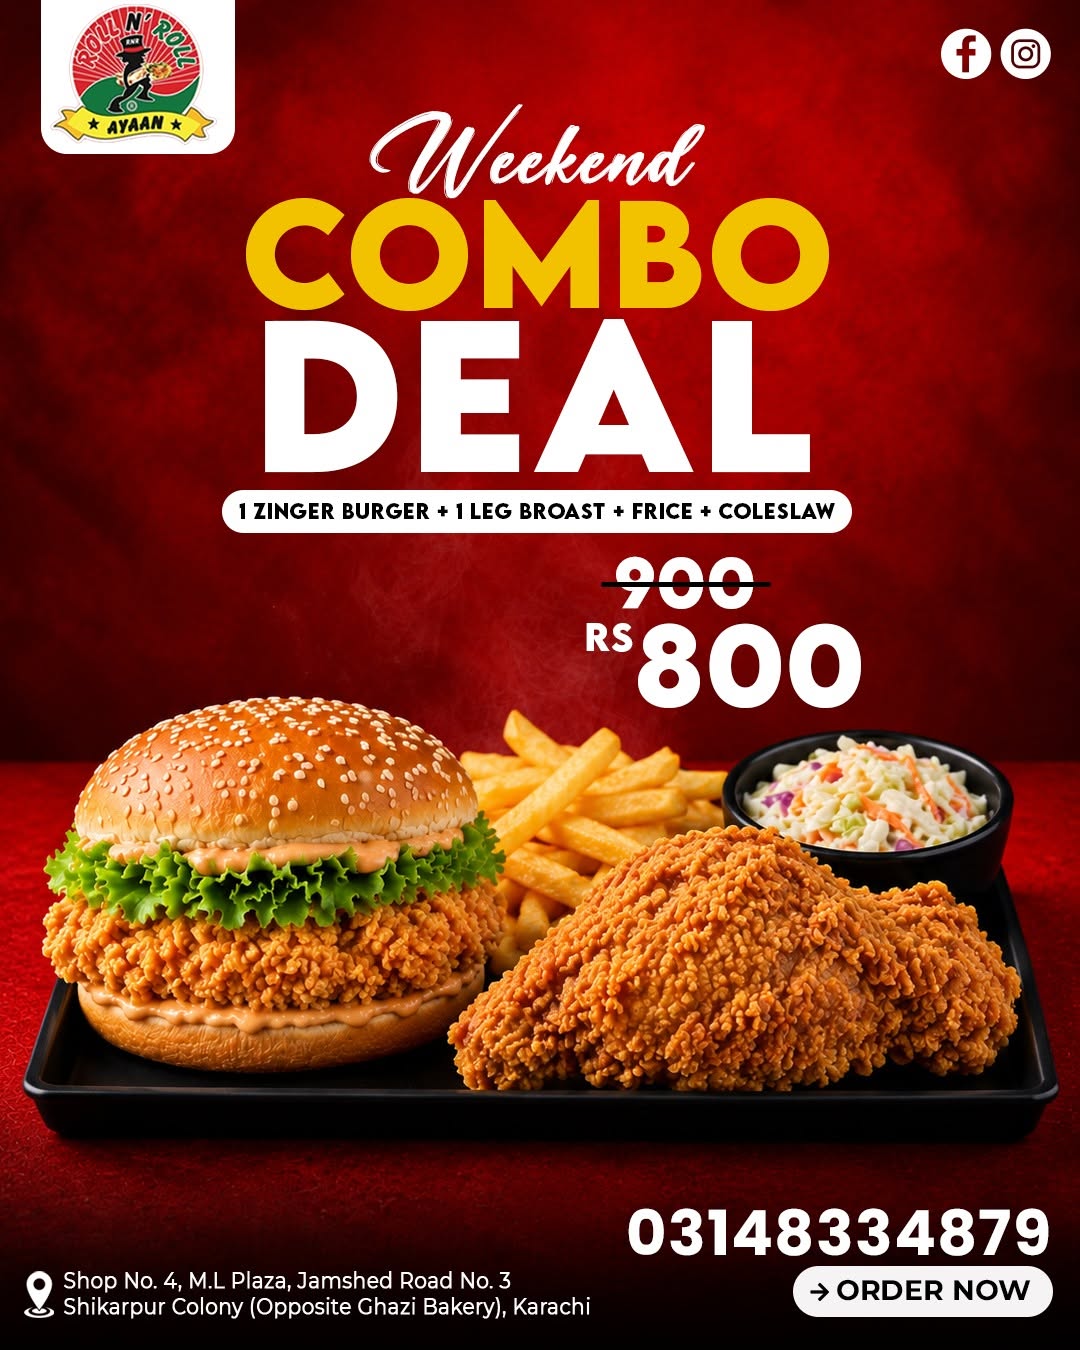 ROLL N' ROLL
RNR
★ AYAAN ★
Weekend
COMBO
DEAL
1 ZINGER BURGER + 1 LEG BROAST + FRICE + COLESLAW
900
RS 800
03148334879
Shop No. 4, M.L Plaza, Jamshed Road No. 3
Shikarpur Colony (Opposite Ghazi Bakery), Karachi
→ ORDER NOW